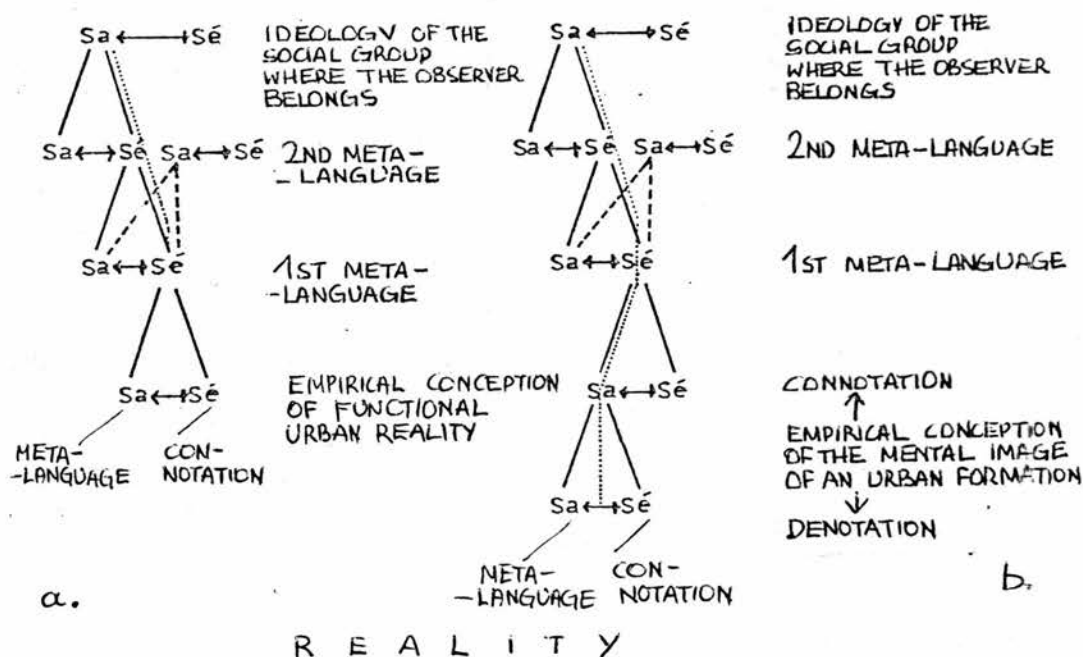 Sa⟷Sé
IDEOLOGY OF THE
SOCIAL GROUP
WHERE THE OBSERVER
BELONGS
Sa⟷Sé Sa⟷Sé
2ND META-
-LANGUAGE
Sa⟷Sé
1ST META-
-LANGUAGE
Sa⟷Sé
EMPIRICAL CONCEPTION
OF FUNCTIONAL
URBAN REALITY
META-
-LANGUAGE
CON-
NOTATION
a.
Sa⟷Sé
IDEOLOGY OF THE
SOCIAL GROUP
WHERE THE OBSERVER
BELONGS
Sa⟷Sé Sa⟷Sé
2ND META-LANGUAGE
Sa⟷Sé
1ST META-LANGUAGE
Sa⟷Sé
CONNOTATION
EMPIRICAL CONCEPTION
OF THE MENTAL IMAGE
OF AN URBAN FORMATION
Sa⟷Sé
DENOTATION
META-
-LANGUAGE
CON-
NOTATION
b.
REALiTY